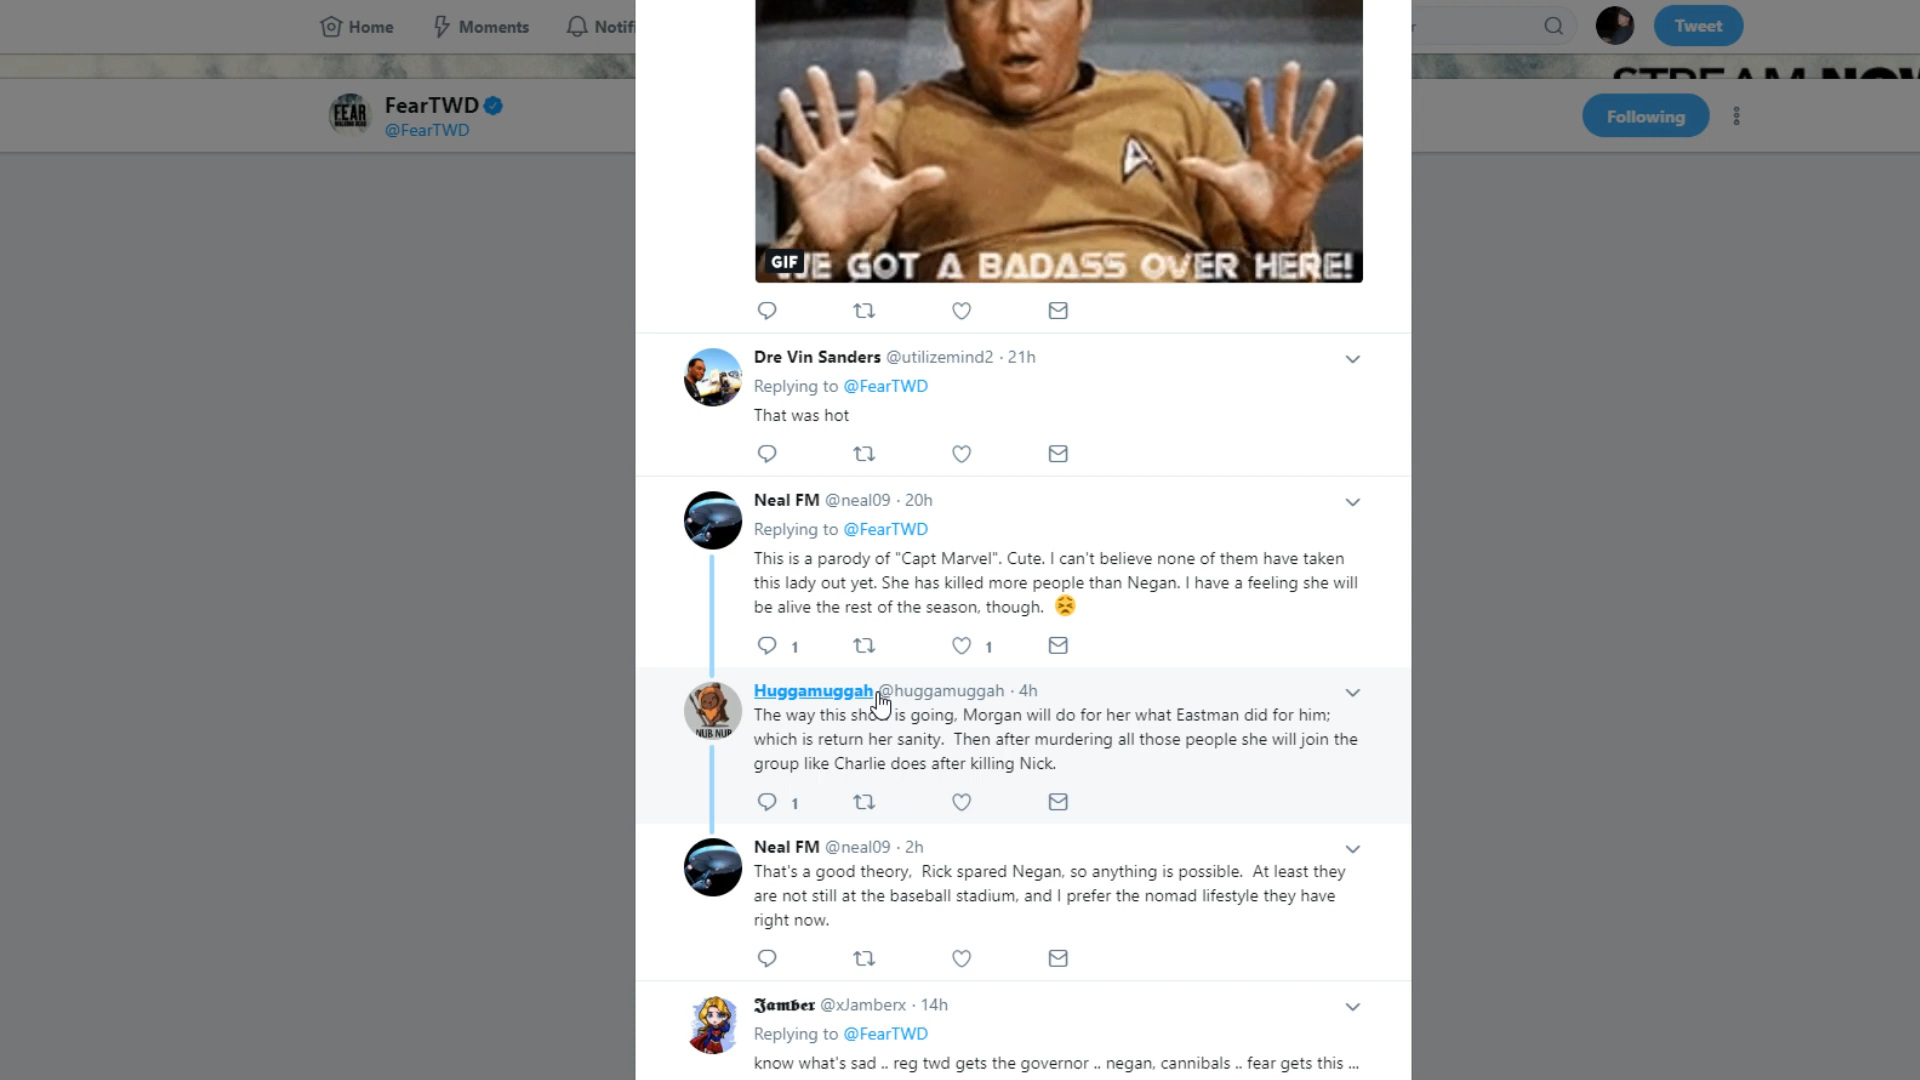 Home
Moments
Notif
Tweet
FEAR
FearTWD
@FearTWD
STREAM NOW
Following
GIF
WE GOT A BADASS OVER HERE!
Dre Vin Sanders @utilizemind2 · 21h
Replying to @FearTWD
That was hot
Neal FM @neal09 · 20h
Replying to @FearTWD
This is a parody of "Capt Marvel". Cute. I can't believe none of them have taken
this lady out yet. She has killed more people than Negan. I have a feeling she will
be alive the rest of the season, though. 😣
1
1
Huggamuggah @huggamuggah · 4h
The way this show is going, Morgan will do for her what Eastman did for him;
which is return her sanity. Then after murdering all those people she will join the
group like Charlie does after killing Nick.
NUB NUB
1
Neal FM @neal09 · 2h
That's a good theory, Rick spared Negan, so anything is possible. At least they
are not still at the baseball stadium, and I prefer the nomad lifestyle they have
right now.
𝕵𝖆𝖒𝖇𝖊𝖗 @xJamberx · 14h
Replying to @FearTWD
know what's sad .. reg twd gets the governor .. negan, cannibals .. fear gets this ...